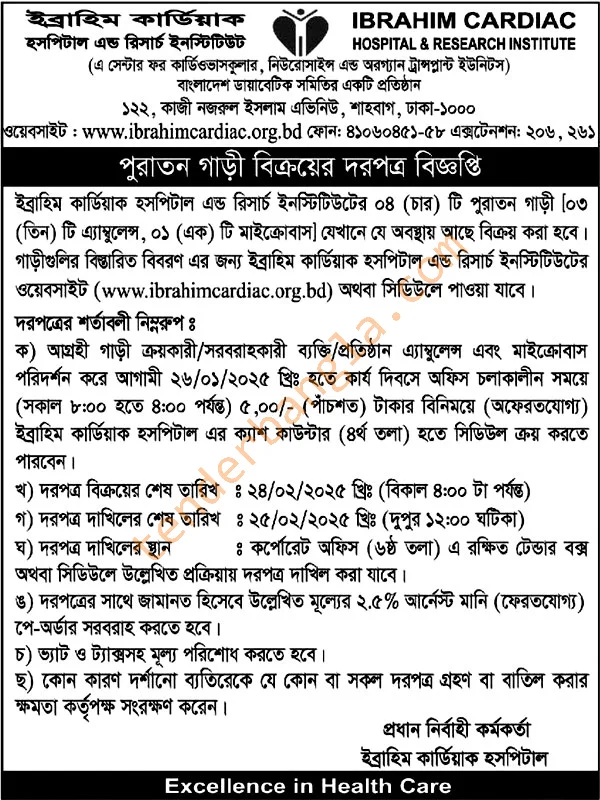 ইব্রাহিম কার্ডিয়াক
হসপিটাল এন্ড রিসার্চ ইনস্টিটিউট
IBRAHIM CARDIAC
HOSPITAL & RESEARCH INSTITUTE
(এ সেন্টার ফর কার্ডিওভাসকুলার, নিউরোসাইন্স এন্ড অরগ্যান ট্রান্সপ্ল্যান্ট ইউনিটস)
বাংলাদেশ ডায়াবেটিক সমিতির একটি প্রতিষ্ঠান
১২২, কাজী নজরুল ইসলাম এভিনিউ, শাহবাগ, ঢাকা-১০০০
ওয়েবসাইট : www.ibrahimcardiac.org.bd ফোন: ৪১০৬০৪৫১-৫৮ এক্সটেনশন: ২০৬, ২৬১
পুরাতন গাড়ী বিক্রয়ের দরপত্র বিজ্ঞপ্তি
ইব্রাহিম কার্ডিয়াক হসপিটাল এন্ড রিসার্চ ইনস্টিটিউটের ০৪ (চার) টি পুরাতন গাড়ী [০৩
(তিন) টি এ্যাম্বুলেন্স, ০১ (এক) টি মাইক্রোবাস] যেখানে যে অবস্থায় আছে বিক্রয় করা হবে।
গাড়ীগুলির বিস্তারিত বিবরণ এর জন্য ইব্রাহিম কার্ডিয়াক হসপিটাল এন্ড রিসার্চ ইনস্টিটিউটের
ওয়েবসাইট (www.ibrahimcardiac.org.bd) অথবা সিডিউলে পাওয়া যাবে।
দরপত্রের শর্তাবলী নিম্নরুপ ঃ
ক) আগ্রহী গাড়ী ক্রয়কারী/সরবরাহকারী ব্যক্তি/প্রতিষ্ঠান এ্যাম্বুলেন্স এবং মাইক্রোবাস
পরিদর্শন করে আগামী ২৬/০১/২০২৫ খ্রিঃ হতে কার্য দিবসে অফিস চলাকালীন সময়ে
(সকাল ৮:০০ হতে ৪:০০ পর্যন্ত) ৫,০০/- (পাঁচশত) টাকার বিনিময়ে (অফেরতযোগ্য)
ইব্রাহিম কার্ডিয়াক হসপিটাল এর ক্যাশ কাউন্টার (৪র্থ তলা) হতে সিডিউল ক্রয় করতে
পারবেন।
খ) দরপত্র বিক্রয়ের শেষ তারিখ : ২৪/০২/২০২৫ খ্রিঃ (বিকাল ৪:০০ টা পর্যন্ত)
গ) দরপত্র দাখিলের শেষ তারিখ : ২৫/০২/২০২৫ খ্রিঃ (দুপুর ১২:০০ ঘটিকা)
ঘ) দরপত্র দাখিলের স্থান : কর্পোরেট অফিস (৬ষ্ঠ তলা) এ রক্ষিত টেন্ডার বক্স
অথবা সিডিউলে উল্লেখিত প্রক্রিয়ায় দরপত্র দাখিল করা যাবে।
ঙ) দরপত্রের সাথে জামানত হিসেবে উল্লেখিত মূল্যের ২.৫% আর্নেস্ট মানি (ফেরতযোগ্য)
পে-অর্ডার সরবরাহ করতে হবে।
চ) ভ্যাট ও ট্যাক্সসহ মূল্য পরিশোধ করতে হবে।
ছ) কোন কারণ দর্শানো ব্যতিরেকে যে কোন বা সকল দরপত্র গ্রহণ বা বাতিল করার
ক্ষমতা কর্তৃপক্ষ সংরক্ষণ করেন।
প্রধান নির্বাহী কর্মকর্তা
ইব্রাহিম কার্ডিয়াক হসপিটাল
Excellence in Health Care
tenderbangla.com